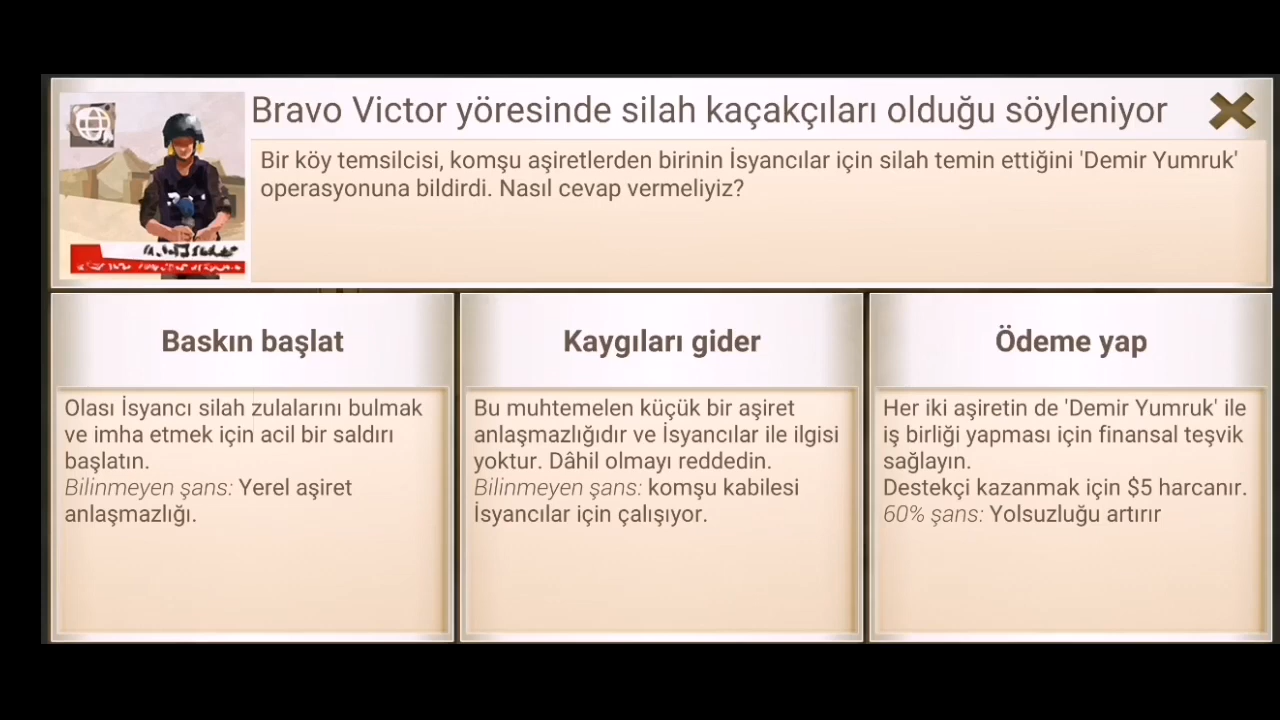 Bravo Victor yöresinde silah kaçakçıları olduğu söyleniyor
Bir köy temsilcisi, komşu aşiretlerden birinin İsyancılar için silah temin ettiğini 'Demir Yumruk'
operasyonuna bildirdi. Nasıl cevap vermeliyiz?
Baskın başlat
Olası İsyancı silah zulalarını bulmak
ve imha etmek için acil bir saldırı
başlatın.
Bilinmeyen şans: Yerel aşiret
anlaşmazlığı.
Kaygıları gider
Bu muhtemelen küçük bir aşiret
anlaşmazlığıdır ve İsyancılar ile ilgisi
yoktur. Dâhil olmayı reddedin.
Bilinmeyen şans: komşu kabilesi
İsyancılar için çalışıyor.
Ödeme yap
Her iki aşiretin de 'Demir Yumruk' ile
iş birliği yapması için finansal teşvik
sağlayın.
Destekçi kazanmak için $5 harcanır.
60% şans: Yolsuzluğu artırır